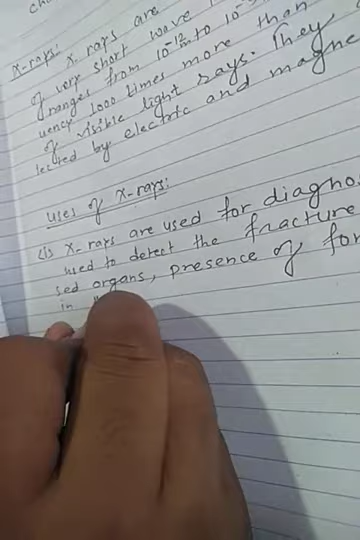 X-rays:
X. rays are
of very short wave
ranges from 10⁻¹² to 10⁻
uency 1000 times more than
of visible light rays. They
lected by electric and magne
Uses of X-rays:
(i) X-rays are used for diagno
used to detect the fracture
sed organs, presence of for
in